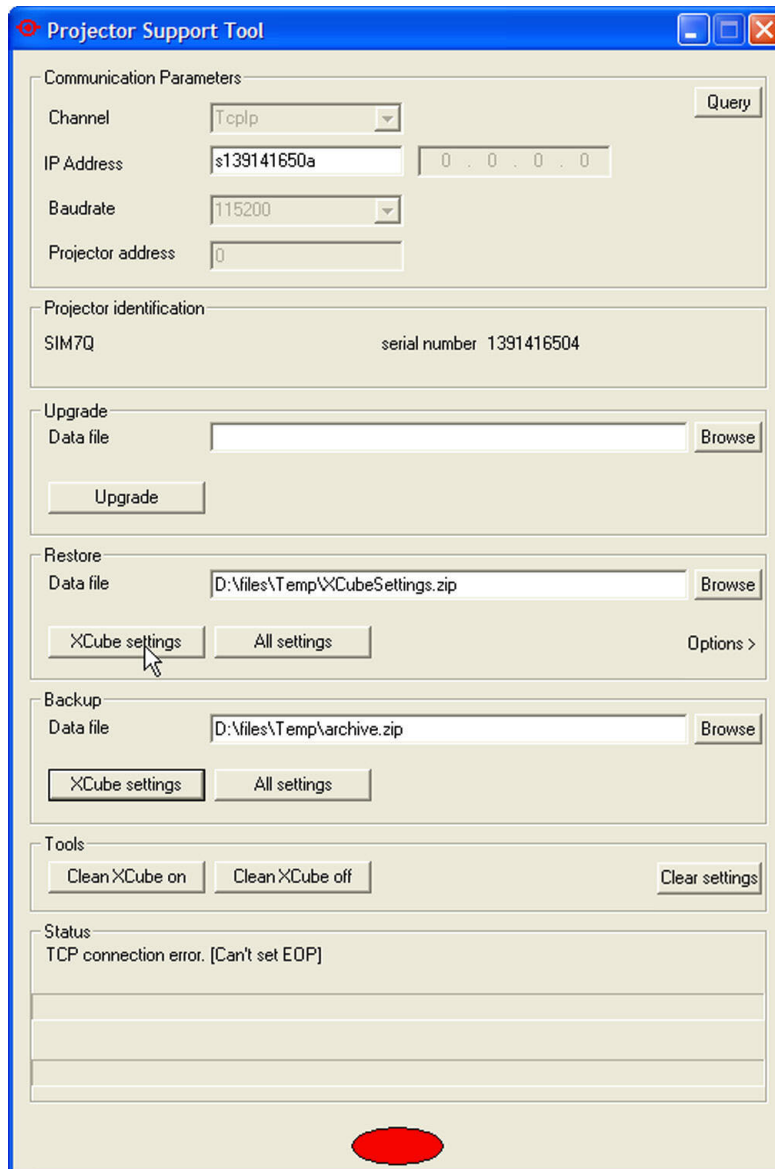 Projector Support Tool
Communication Parameters
Query
Channel TcpIp
IP Address s139141650a 0 . 0 . 0 . 0
Baudrate 115200
Projector address 0
Projector identification
SIM7Q serial number 1391416504
Upgrade
Data file Browse
Upgrade
Restore
Data file D:\files\Temp\XCubeSettings.zip Browse
XCube settings All settings Options >
Backup
Data file D:\files\Temp\archive.zip Browse
XCube settings All settings
Tools
Clean XCube on Clean XCube off Clear settings
Status
TCP connection error. [Can't set EOP]